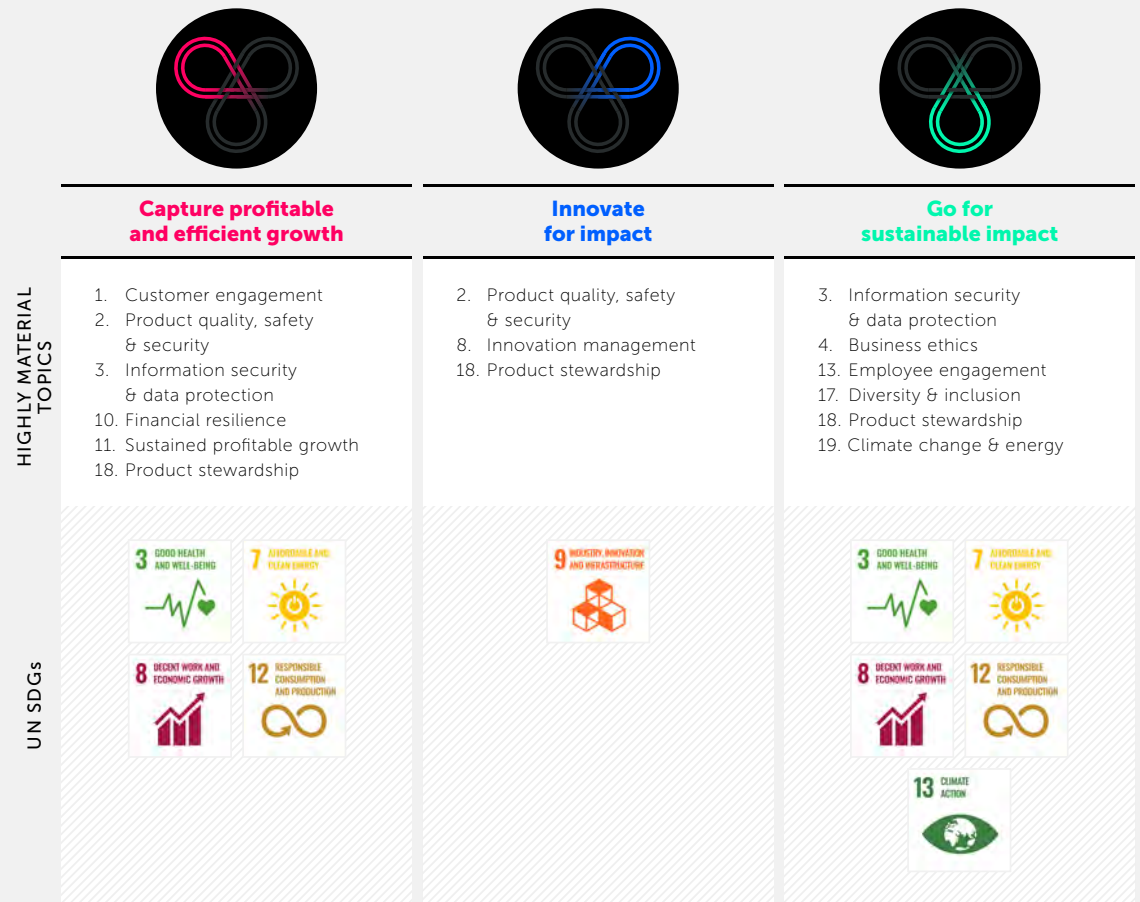 Capture profitable
and efficient growth
Innovate
for impact
Go for
sustainable impact
HIGHLY MATERIAL
TOPICS
1. Customer engagement
2. Product quality, safety
& security
3. Information security
& data protection
10. Financial resilience
11. Sustained profitable growth
18. Product stewardship
2. Product quality, safety
& security
8. Innovation management
18. Product stewardship
3. Information security
& data protection
4. Business ethics
13. Employee engagement
17. Diversity & inclusion
18. Product stewardship
19. Climate change & energy
UN SDGs
3 GOOD HEALTH
AND WELL-BEING
7 AFFORDABLE AND
CLEAN ENERGY
8 DECENT WORK AND
ECONOMIC GROWTH
12 RESPONSIBLE
CONSUMPTION
AND PRODUCTION
9 INDUSTRY, INNOVATION
AND INFRASTRUCTURE
3 GOOD HEALTH
AND WELL-BEING
7 AFFORDABLE AND
CLEAN ENERGY
8 DECENT WORK AND
ECONOMIC GROWTH
12 RESPONSIBLE
CONSUMPTION
AND PRODUCTION
13 CLIMATE
ACTION